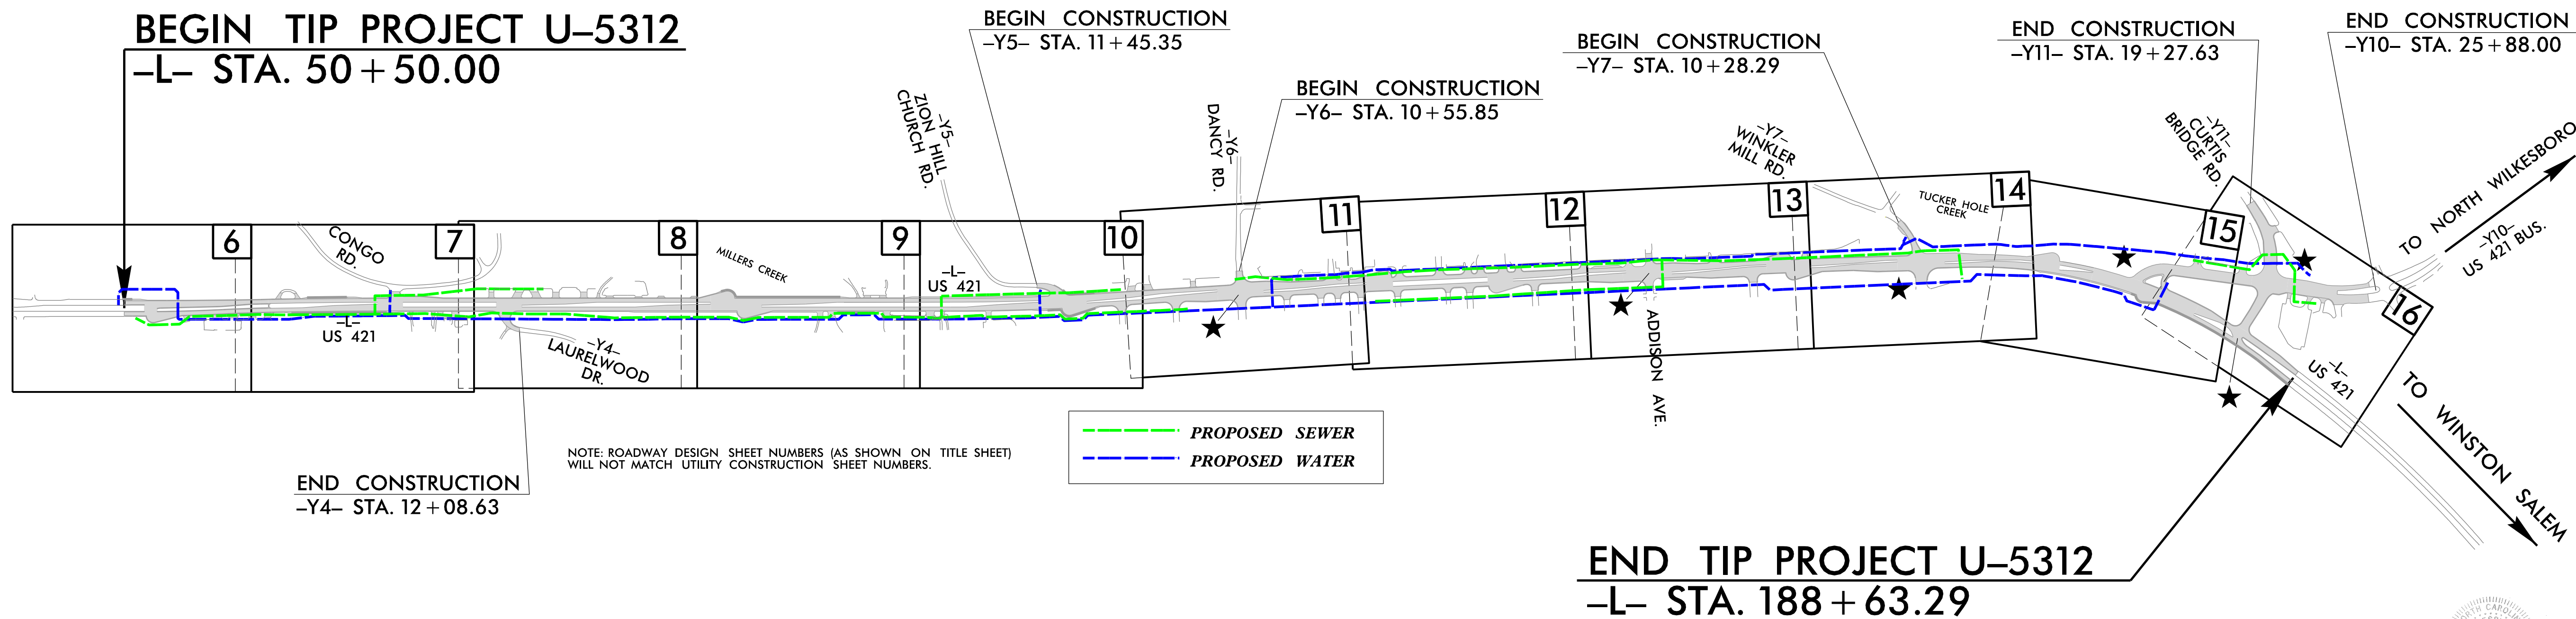 BEGIN TIP PROJECT U–5312
–L– STA. 50+50.00
BEGIN CONSTRUCTION
–Y5– STA. 11+45.35
BEGIN CONSTRUCTION
–Y6– STA. 10+55.85
BEGIN CONSTRUCTION
–Y7– STA. 10+28.29
END CONSTRUCTION
–Y11– STA. 19+27.63
END CONSTRUCTION
–Y10– STA. 25+88.00
–Y5–
ZION HILL
CHURCH RD.
–Y6–
DANCY RD.
–Y7–
WINKLER
MILL RD.
–Y11–
CURTIS
BRIDGE RD.
TO NORTH WILKESBORO
–Y10–
US 421 BUS.
TUCKER HOLE
CREEK
6
CONGO
RD.
7
8
MILLERS CREEK
9
10
11
12
13
14
15
16
–L–
US 421
–L–
US 421
–Y4–
LAURELWOOD
DR.
ADDISON AVE.
–L–
US 421
TO WINSTON SALEM
PROPOSED SEWER
PROPOSED WATER
NOTE: ROADWAY DESIGN SHEET NUMBERS (AS SHOWN ON TITLE SHEET)
WILL NOT MATCH UTILITY CONSTRUCTION SHEET NUMBERS.
END CONSTRUCTION
–Y4– STA. 12+08.63
END TIP PROJECT U–5312
–L– STA. 188+63.29